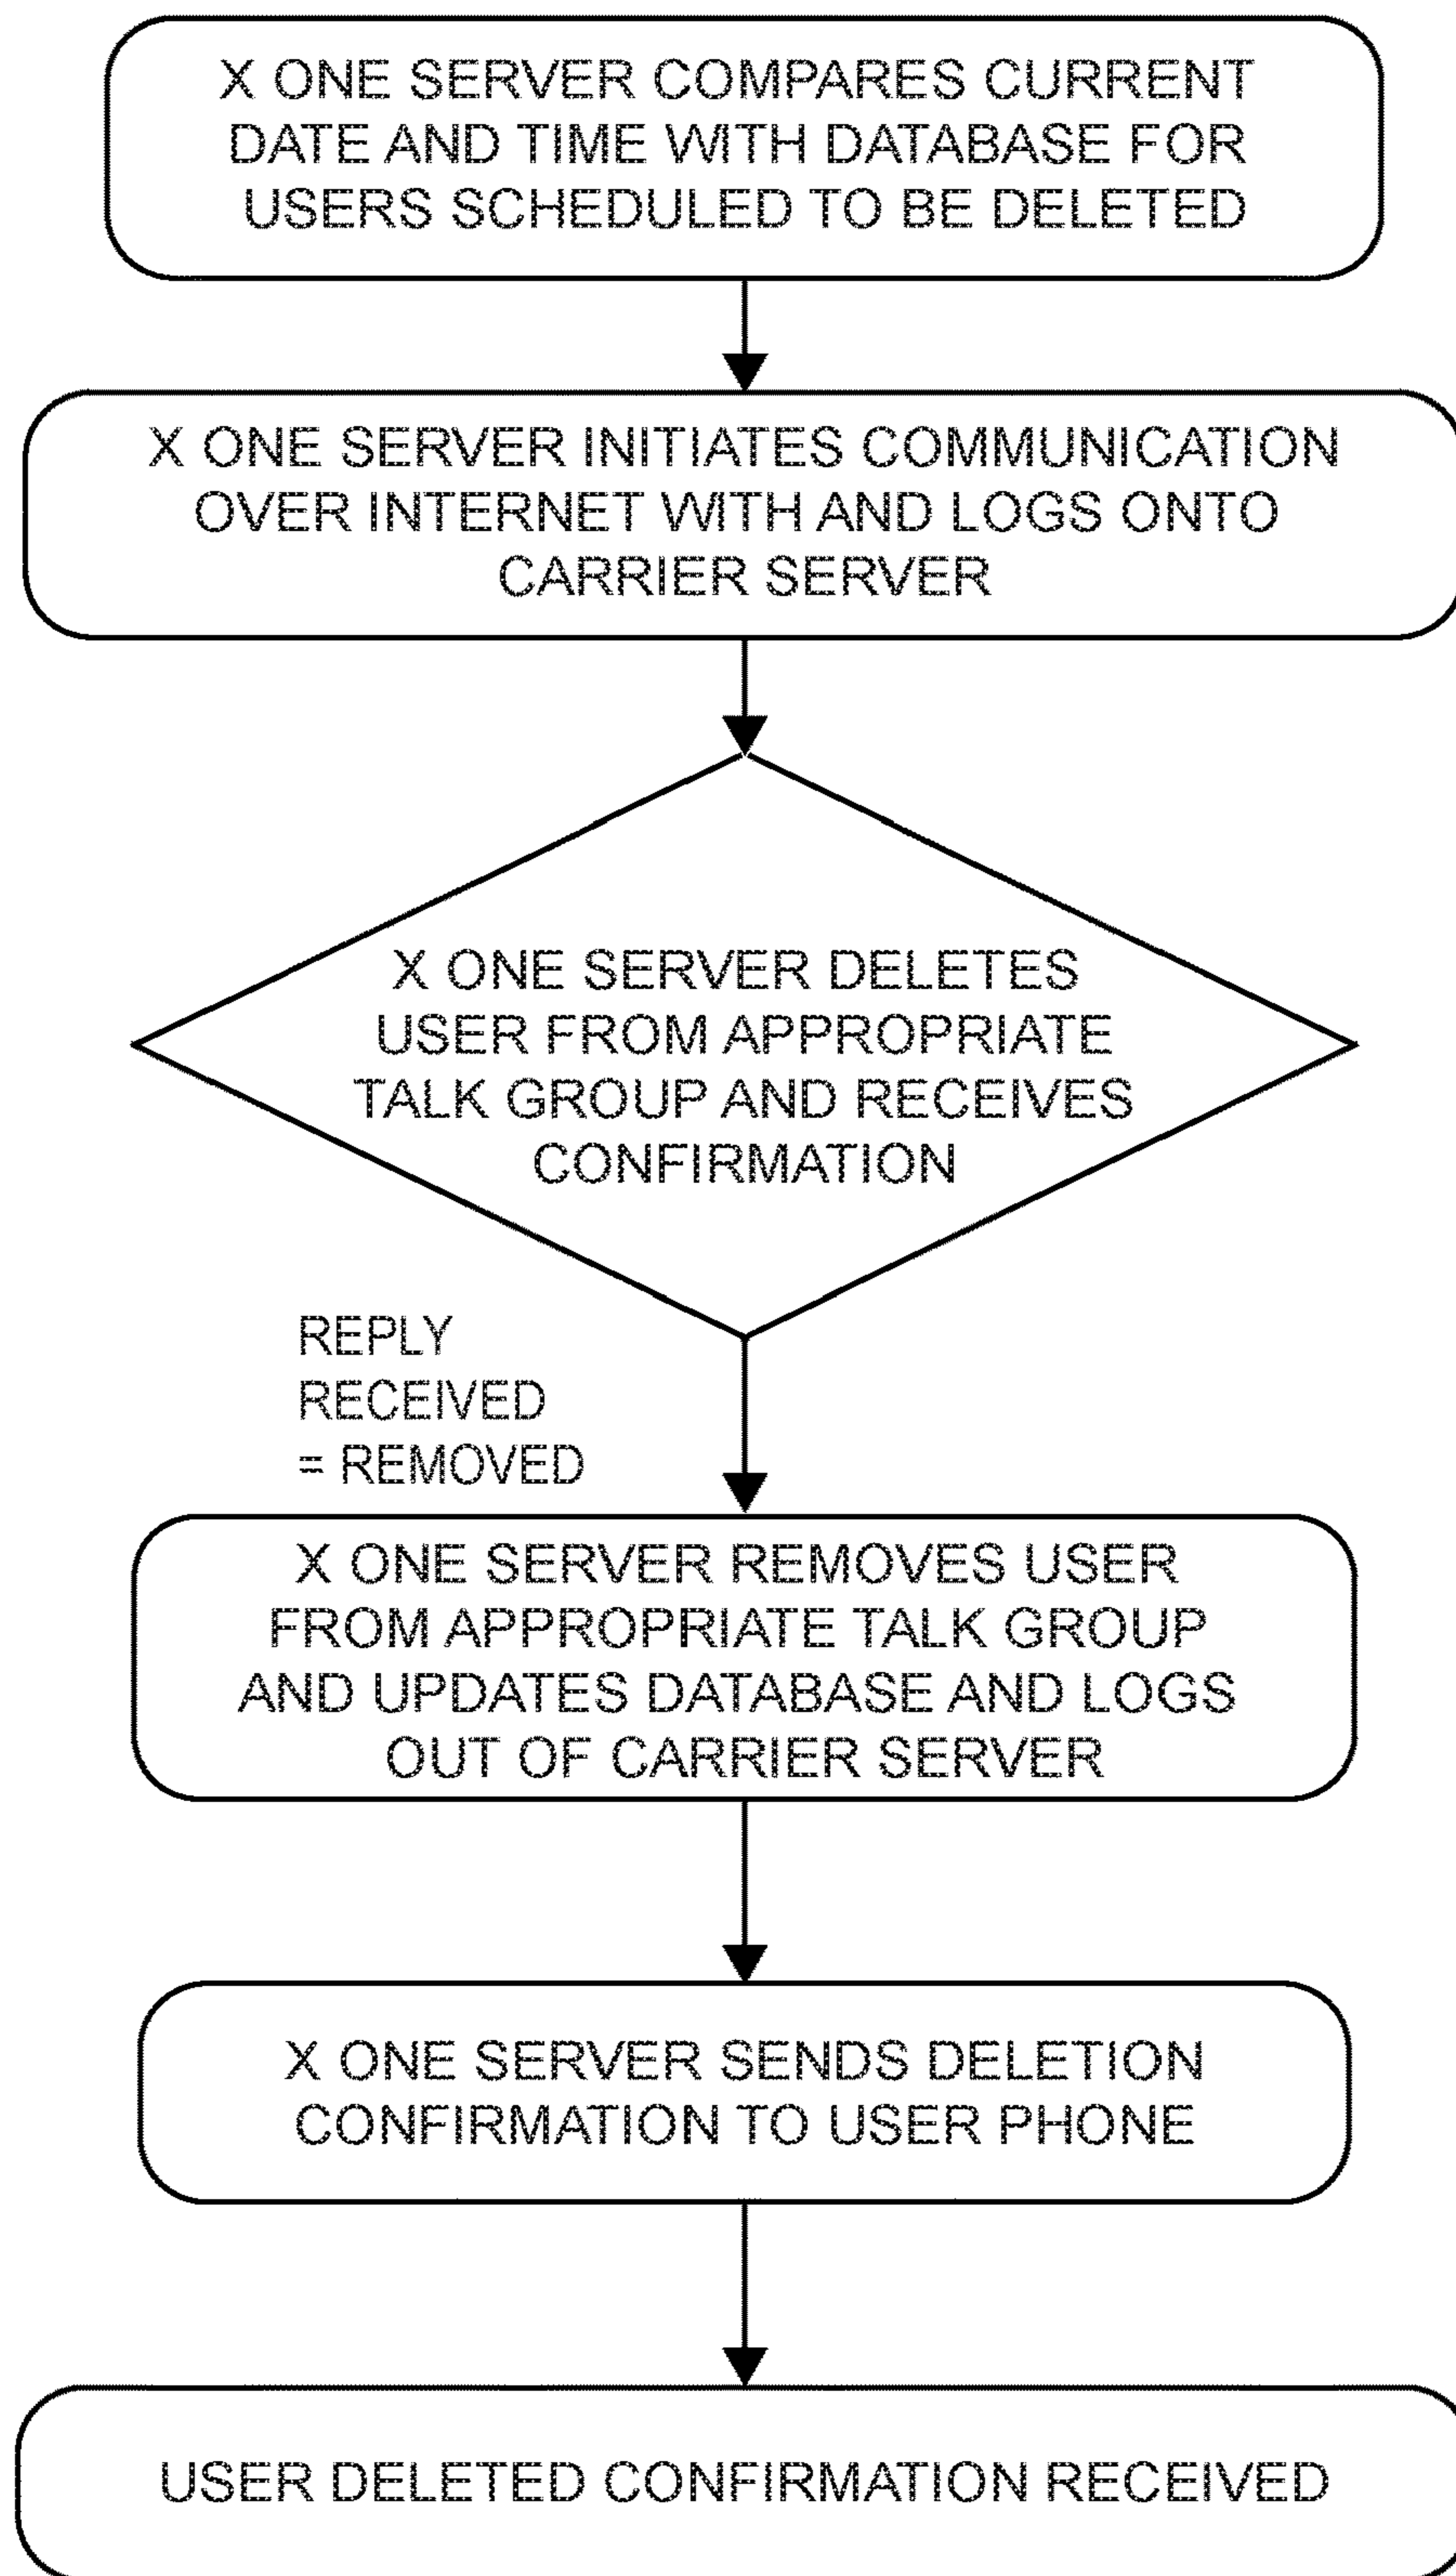 X ONE SERVER COMPARES CURRENT
DATE AND TIME WITH DATABASE FOR
USERS SCHEDULED TO BE DELETED
X ONE SERVER INITIATES COMMUNICATION
OVER INTERNET WITH AND LOGS ONTO
CARRIER SERVER
X ONE SERVER DELETES
USER FROM APPROPRIATE
TALK GROUP AND RECEIVES
CONFIRMATION
REPLY
RECEIVED
= REMOVED
X ONE SERVER REMOVES USER
FROM APPROPRIATE TALK GROUP
AND UPDATES DATABASE AND LOGS
OUT OF CARRIER SERVER
X ONE SERVER SENDS DELETION
CONFIRMATION TO USER PHONE
USER DELETED CONFIRMATION RECEIVED